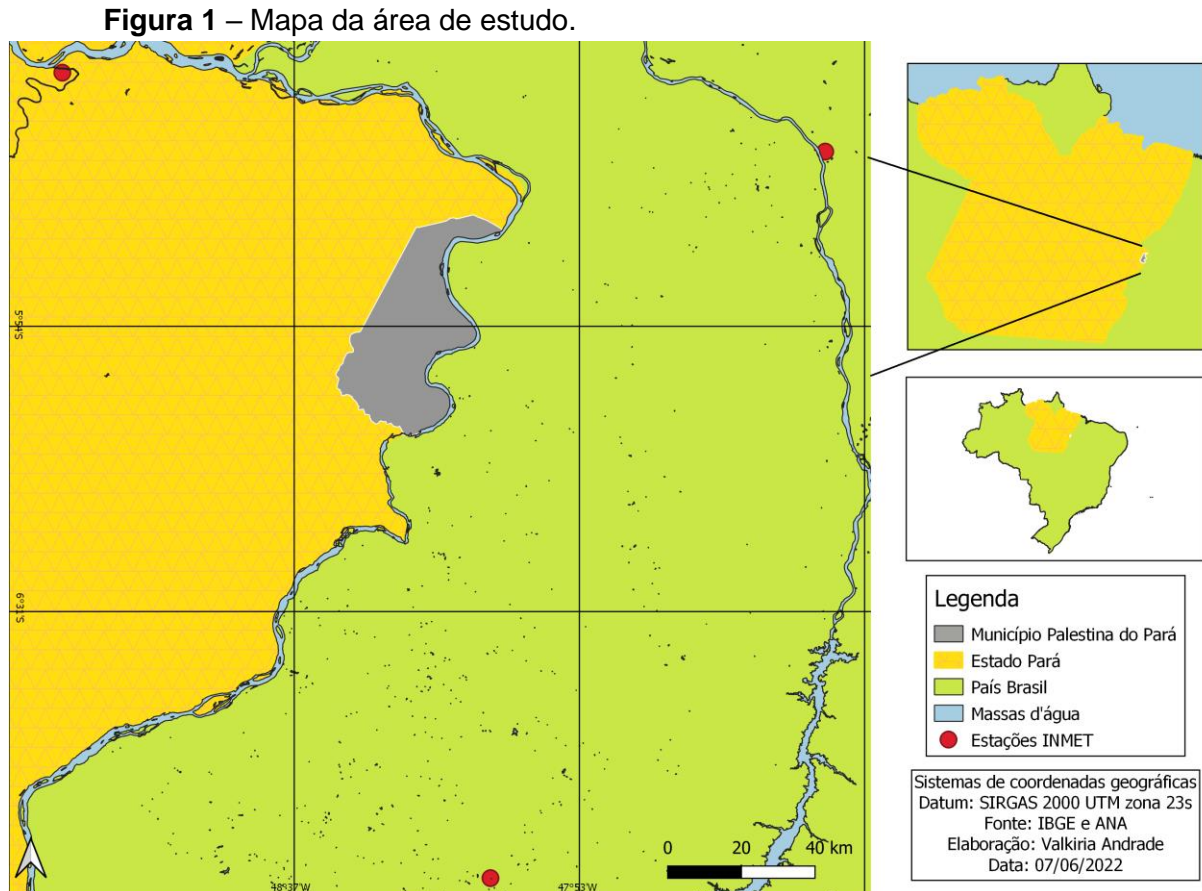 Figura 1 – Mapa da área de estudo.
5°54'S
6°31'S
48°37'W
47°53'W
0 20 40 km
Legenda
Município Palestina do Pará
Estado Pará
País Brasil
Massas d'água
Estações INMET
Sistemas de coordenadas geográficas
Datum: SIRGAS 2000 UTM zona 23s
Fonte: IBGE e ANA
Elaboração: Valkiria Andrade
Data: 07/06/2022